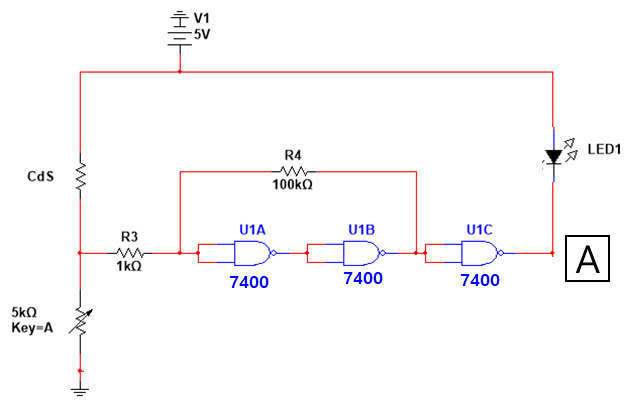 V1
5V
LED1
R4
100kΩ
CdS
R3
1kΩ
U1A
U1B
U1C
7400
7400
7400
A
5kΩ
Key=A